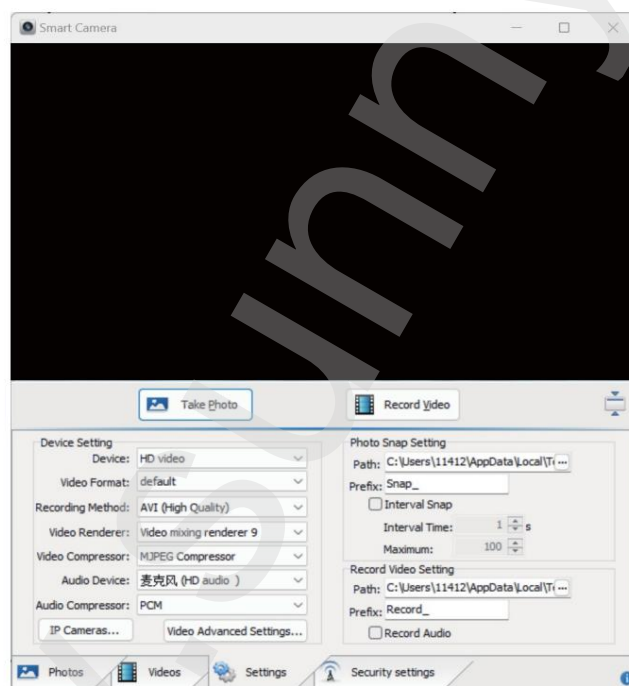 Smart Camera
Take Photo
Record Video
Device Setting
Device: HD video
Video Format: default
Recording Method: AVI (High Quality)
Video Renderer: Video mixing renderer 9
Video Compressor: MJPEG Compressor
Audio Device: 麦克风 (HD audio )
Audio Compressor: PCM
IP Cameras...
Video Advanced Settings...
Photo Snap Setting
Path: C:\Users\11412\AppData\Local\
Prefix: Snap_
Interval Snap
Interval Time: 1 s
Maximum: 100
Record Video Setting
Path: C:\Users\11412\AppData\Local\
Prefix: Record_
Record Audio
Photos
Videos
Settings
Security settings